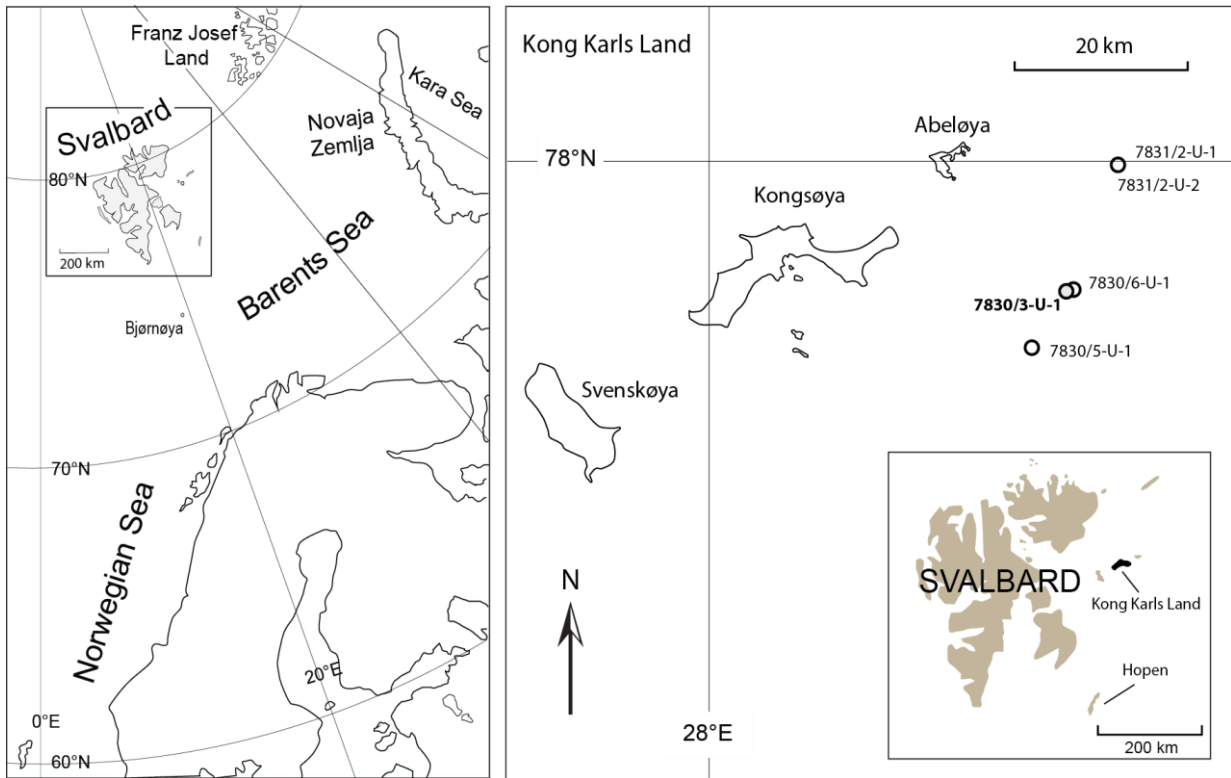 Franz Josef
Land
Kara Sea
Svalbard
Novaja
Zemlja
80°N
200 km
Barents Sea
Bjørnøya
70°N
Norwegian Sea
20°E
0°E
60°N
Kong Karls Land
20 km
Abeløya
78°N
7831/2-U-1
7831/2-U-2
Kongsøya
7830/6-U-1
7830/3-U-1
7830/5-U-1
Svenskøya
N
28°E
SVALBARD
Kong Karls Land
Hopen
200 km